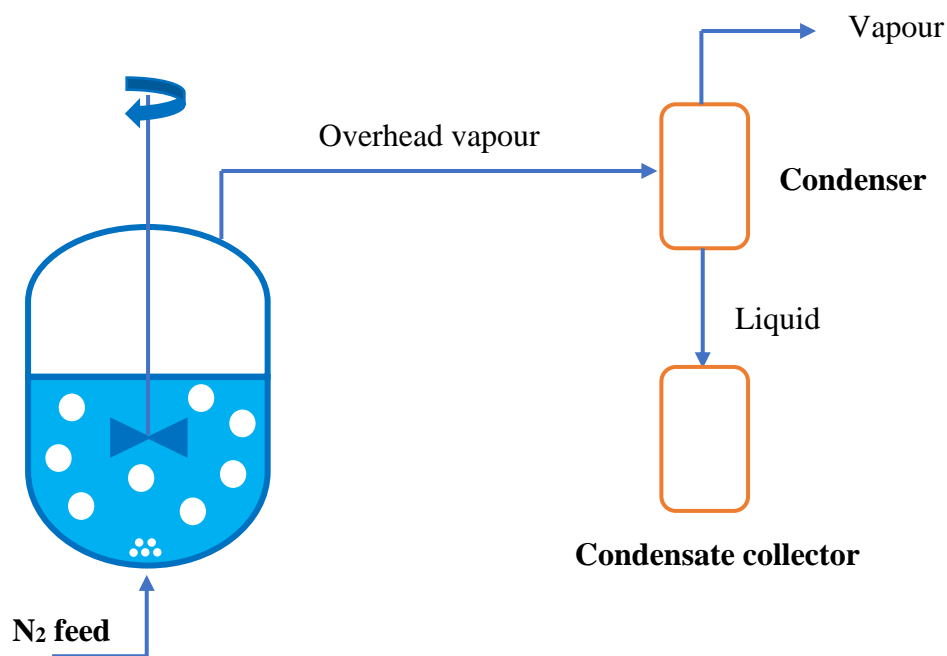 Vapour
Overhead vapour
Condenser
Liquid
Condensate collector
N₂ feed